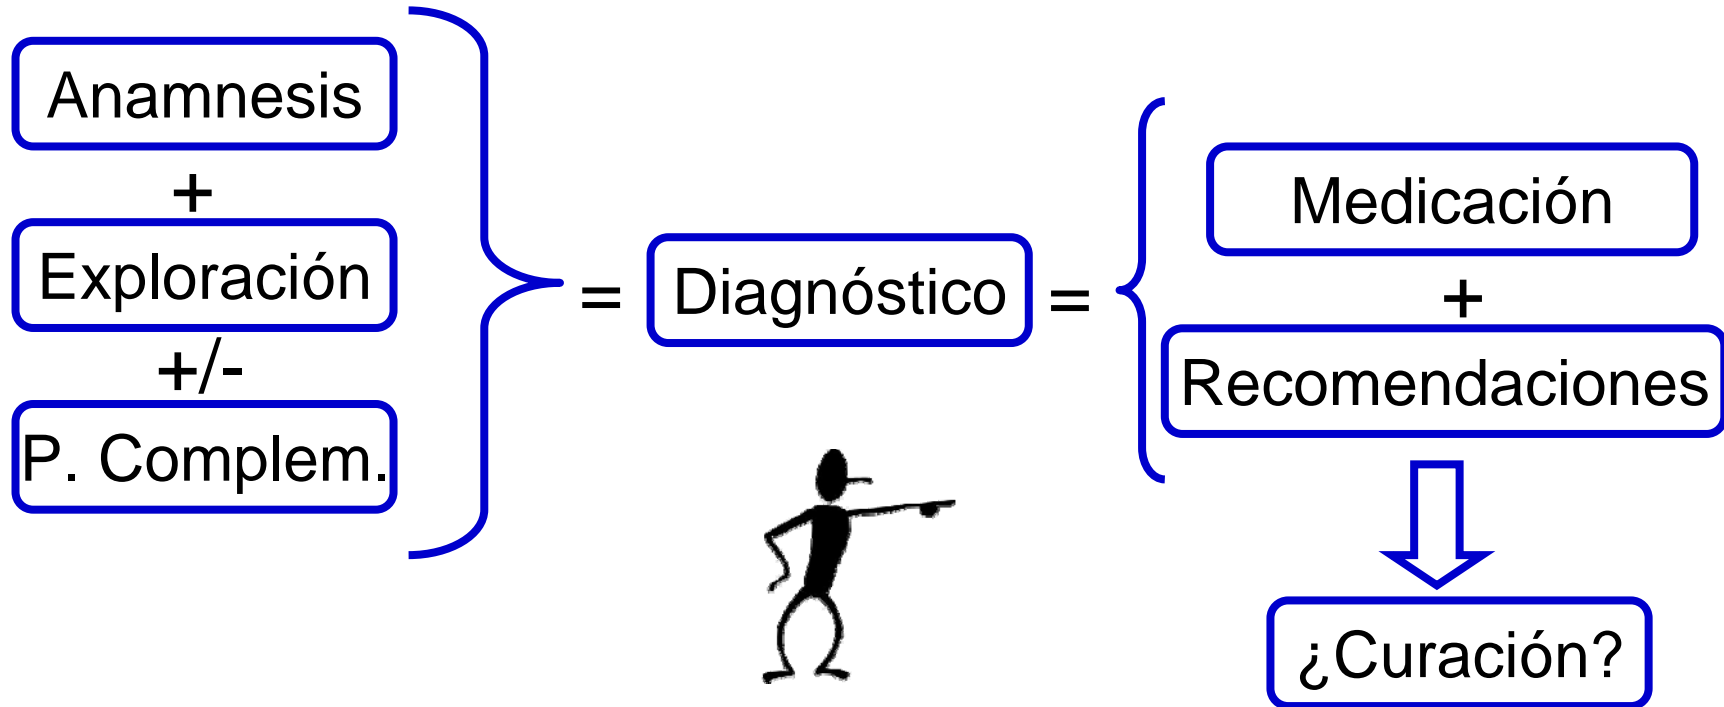 Anamnesis
+
Exploración
+/-
P. Complem.
=
Diagnóstico
=
Medicación
+
Recomendaciones
¿Curación?